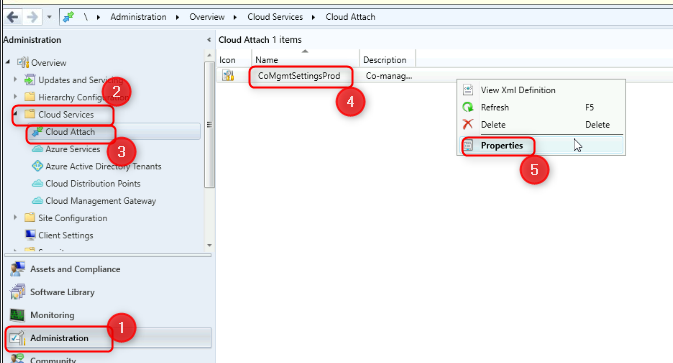 \ Administration ▸ Overview ▸ Cloud Services ▸ Cloud Attach
Administration
Overview
Updates and Servicing
Hierarchy Configuration
Cloud Services
Cloud Attach
Azure Services
Azure Active Directory Tenants
Cloud Distribution Points
Cloud Management Gateway
Site Configuration
Client Settings
Assets and Compliance
Software Library
Monitoring
Administration
Community
Cloud Attach 1 items
Icon Name Description
CoMgmtSettingsProd Co-manag...
View Xml Definition
Refresh F5
Delete Delete
Properties
2
3
1
4
5